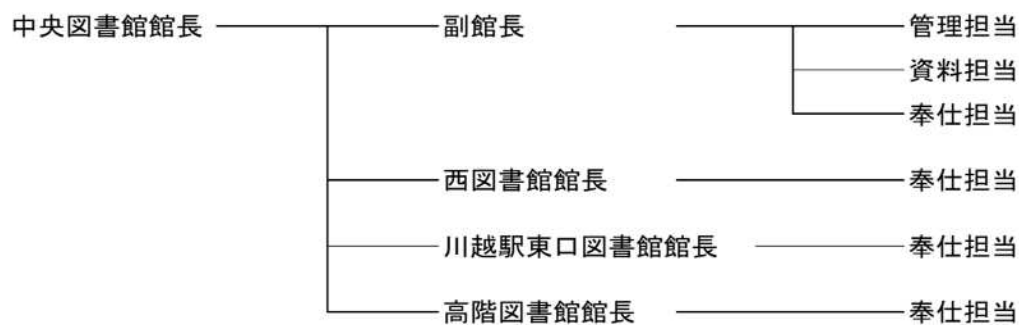 中央図書館館長 副館長 管理担当
資料担当
奉仕担当
西図書館館長 奉仕担当
川越駅東口図書館館長 奉仕担当
高階図書館館長 奉仕担当